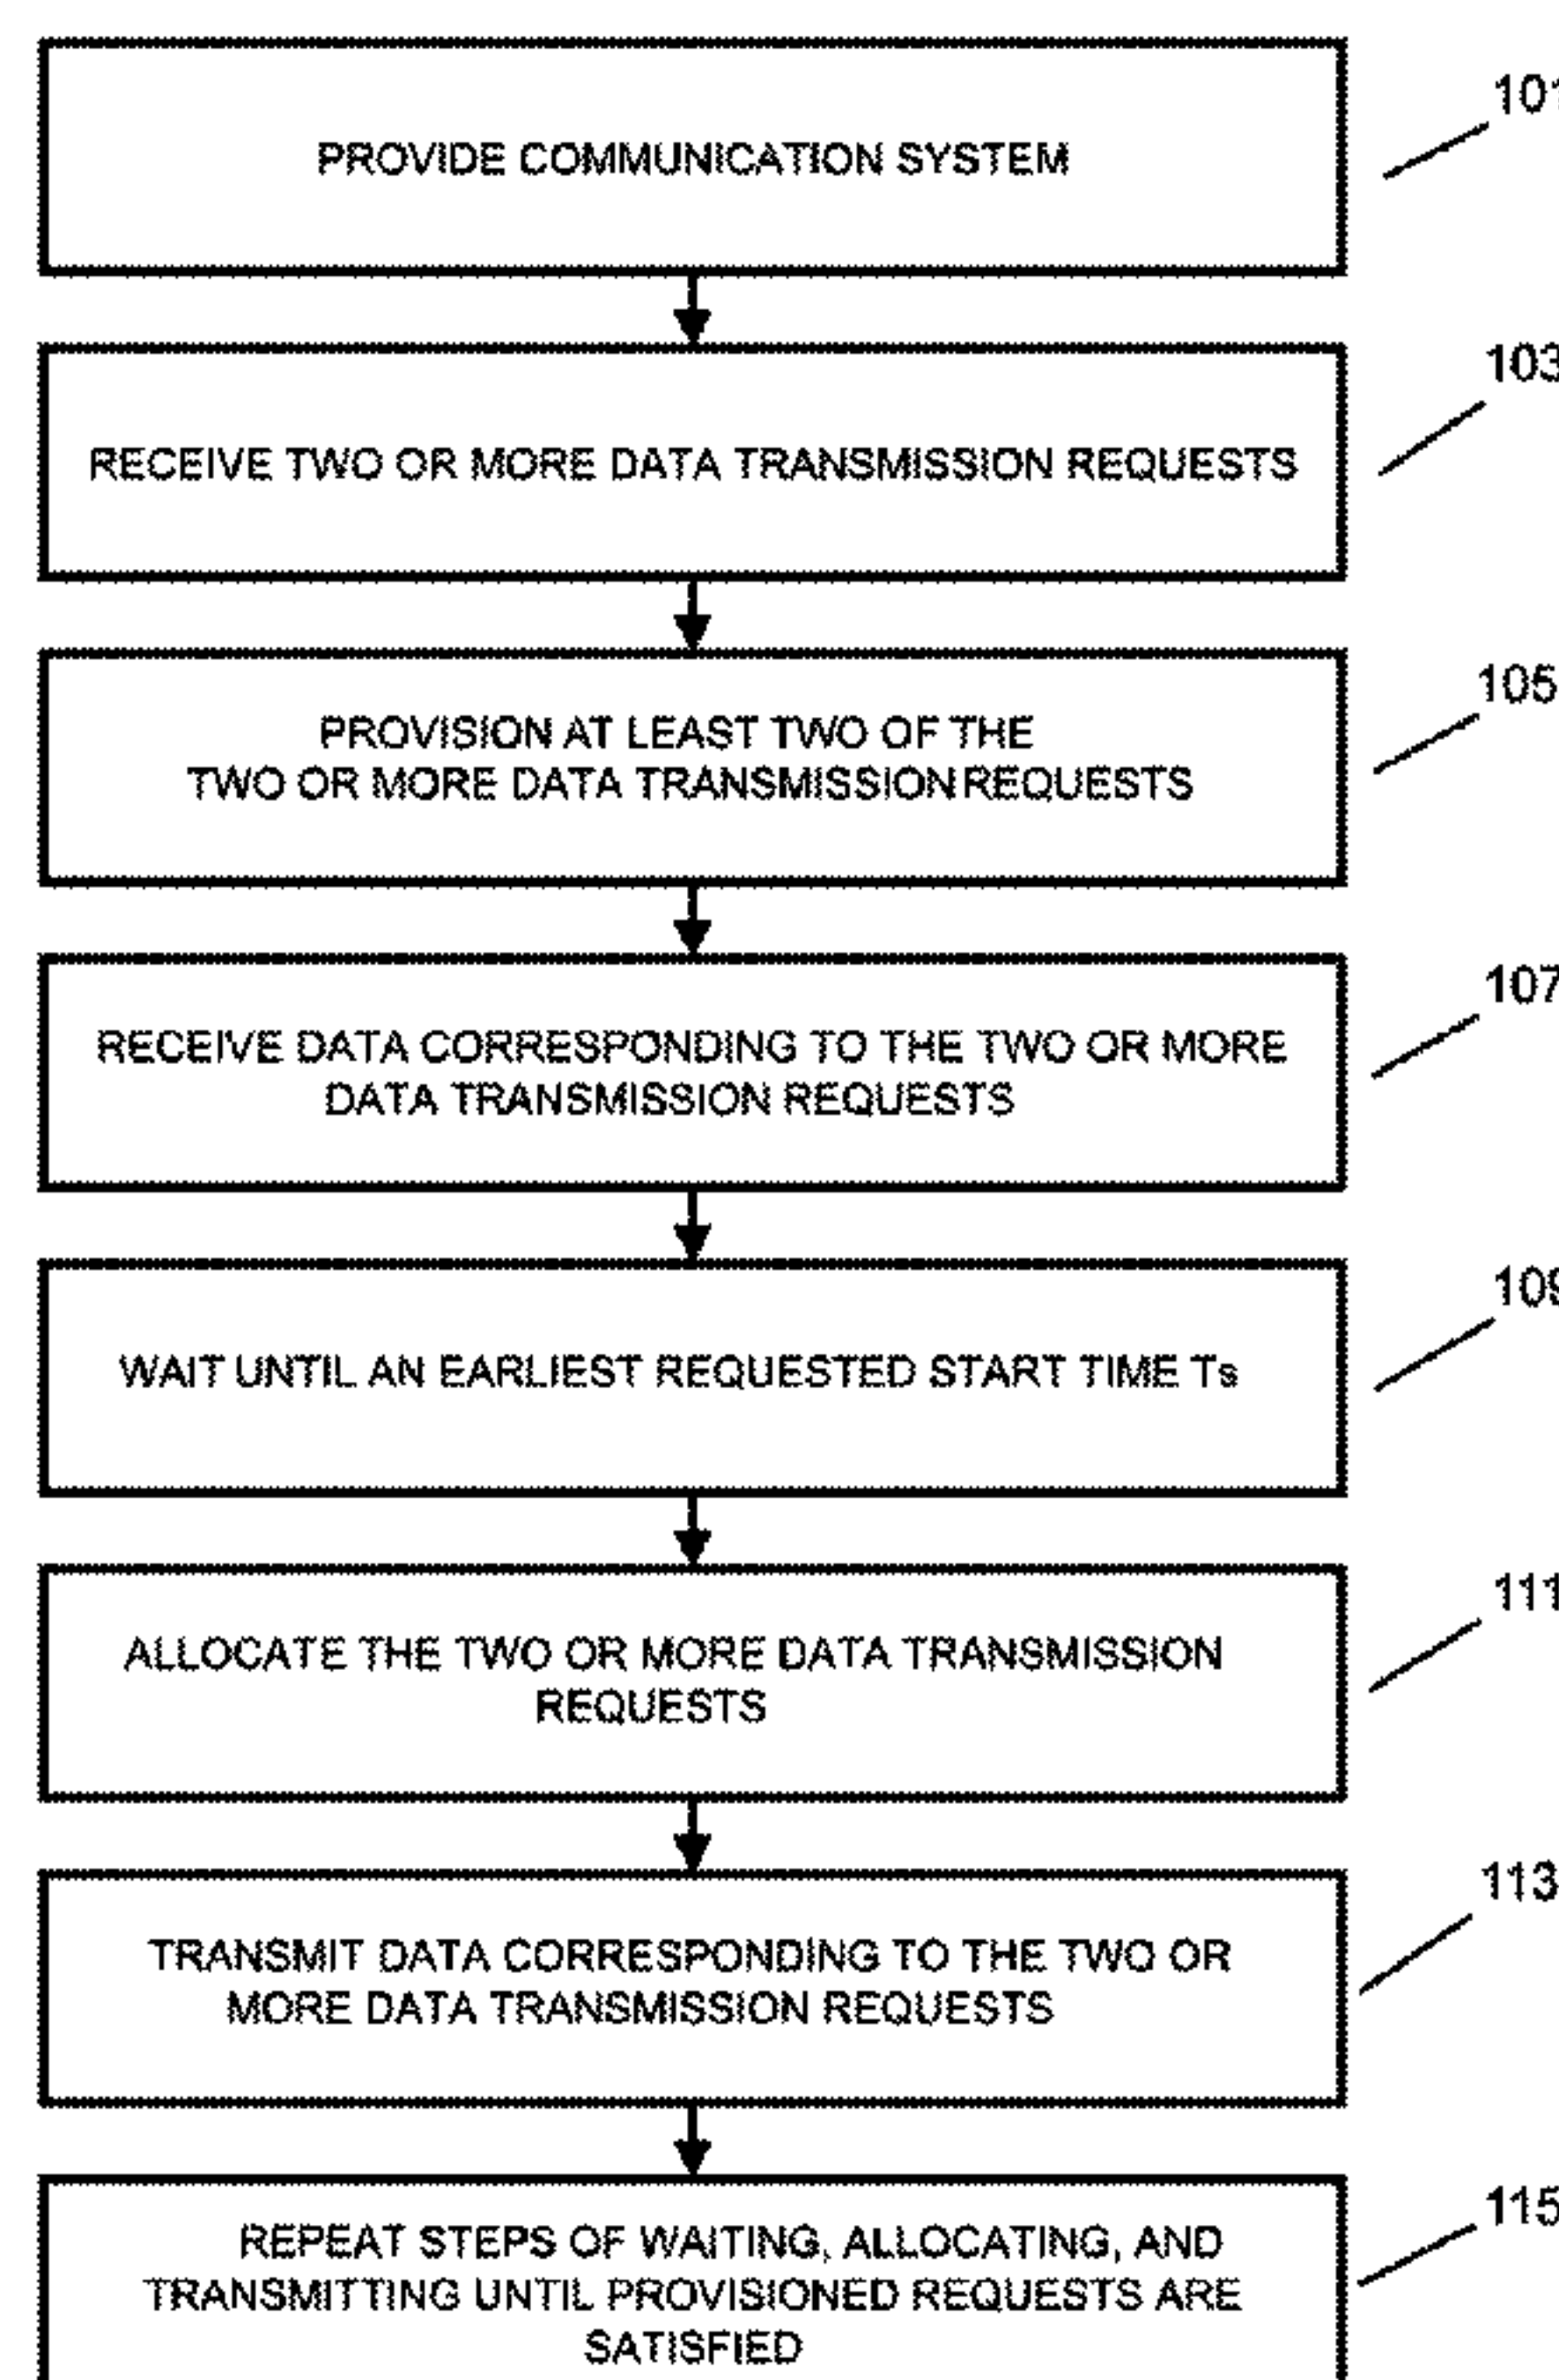 PROVIDE COMMUNICATION SYSTEM
101
RECEIVE TWO OR MORE DATA TRANSMISSION REQUESTS
103
PROVISION AT LEAST TWO OF THE
TWO OR MORE DATA TRANSMISSION REQUESTS
105
RECEIVE DATA CORRESPONDING TO THE TWO OR MORE
DATA TRANSMISSION REQUESTS
107
WAIT UNTIL AN EARLIEST REQUESTED START TIME Ts
109
ALLOCATE THE TWO OR MORE DATA TRANSMISSION
REQUESTS
111
TRANSMIT DATA CORRESPONDING TO THE TWO OR
MORE DATA TRANSMISSION REQUESTS
113
REPEAT STEPS OF WAITING, ALLOCATING, AND
TRANSMITTING UNTIL PROVISIONED REQUESTS ARE
SATISFIED
115